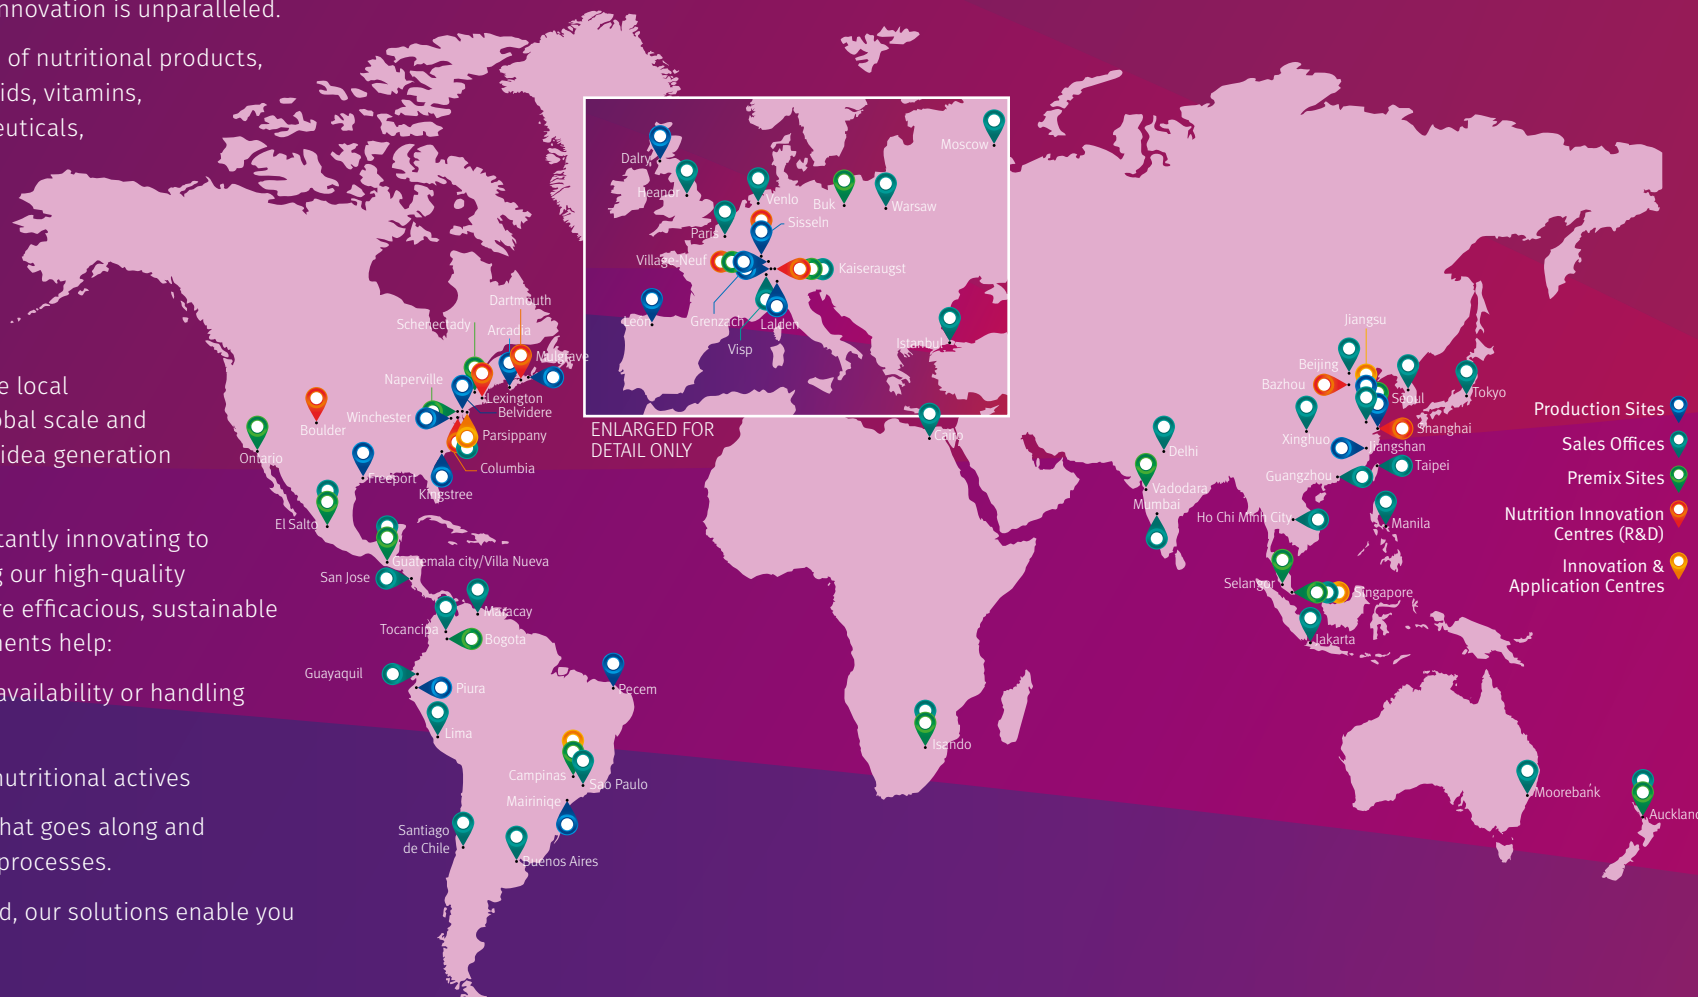 nnovation is unparalleled.
of nutritional products,
ids, vitamins,
euticals,
e local
obal scale and
idea generation
tantly innovating to
g our high-quality
re efficacious, sustainable
nents help:
availability or handling
nutritional actives
hat goes along and
processes.
d, our solutions enable you
Dalry
Heanor
Moscow
Venlo
Buk
Warsaw
Paris
Sisseln
Village-Neuf
Kaiseraugst
León
Grenzach
Lalden
Visp
Istanbul
ENLARGED FOR
DETAIL ONLY
Dartmouth
Schenectady
Arcadia
Mulgrave
Naperville
Lexington
Belvidere
Winchester
Boulder
Parsippany
Ontario
Columbia
Freeport
Kingstree
El Salto
Guatemala city/Villa Nueva
San Jose
Maracay
Tocancipa
Bogota
Guayaquil
Piura
Pecem
Lima
Campinas
Sao Paulo
Mairiniqe
Santiago
de Chile
Buenos Aires
Cairo
Isando
Delhi
Vadodara
Mumbai
Jiangsu
Beijing
Bazhou
Seoul
Tokyo
Xinghuo
Shanghai
Jiangshan
Taipei
Guangzhou
Ho Chi Minh City
Manila
Selangor
Singapore
Jakarta
Moorebank
Auckland
Production Sites
Sales Offices
Premix Sites
Nutrition Innovation
Centres (R&D)
Innovation &
Application Centres